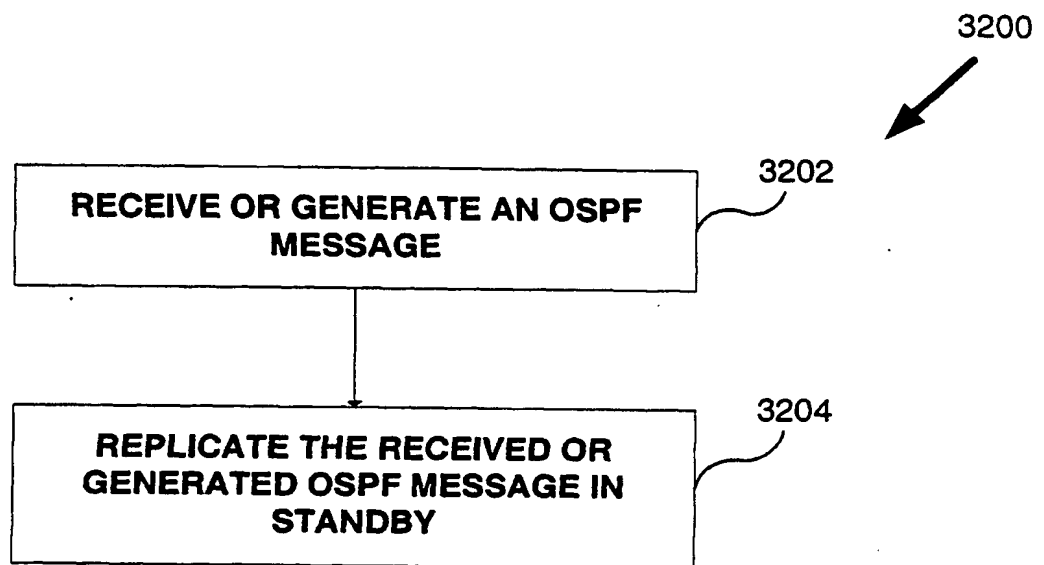 3200
3202
RECEIVE OR GENERATE AN OSPF
MESSAGE
3204
REPLICATE THE RECEIVED OR
GENERATED OSPF MESSAGE IN
STANDBY